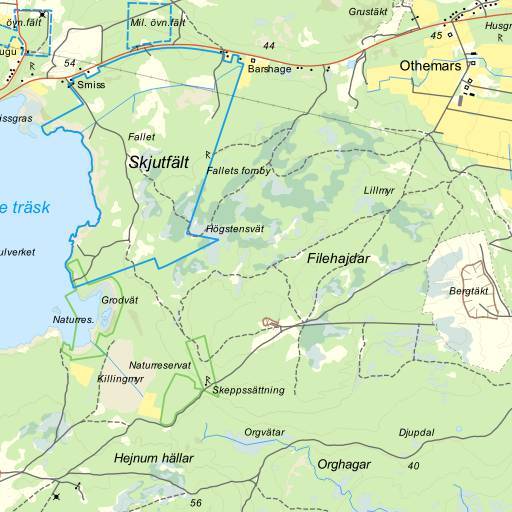 övn.fält
Mil. övn.fält
Grustäkt
45
Husgr
ugu
44
54
Barshage
Othemars
Smiss
issgras
Fallet
Skjutfält
Fallets fornby
Lillmyr
e träsk
Högstensvät
ulverket
Filehajdar
Bergtäkt
Grodvät
Naturres.
Naturreservat
Killingmyr
Skeppssättning
Orgvätar
Djupdal
Hejnum hällar
Orghagar
40
56